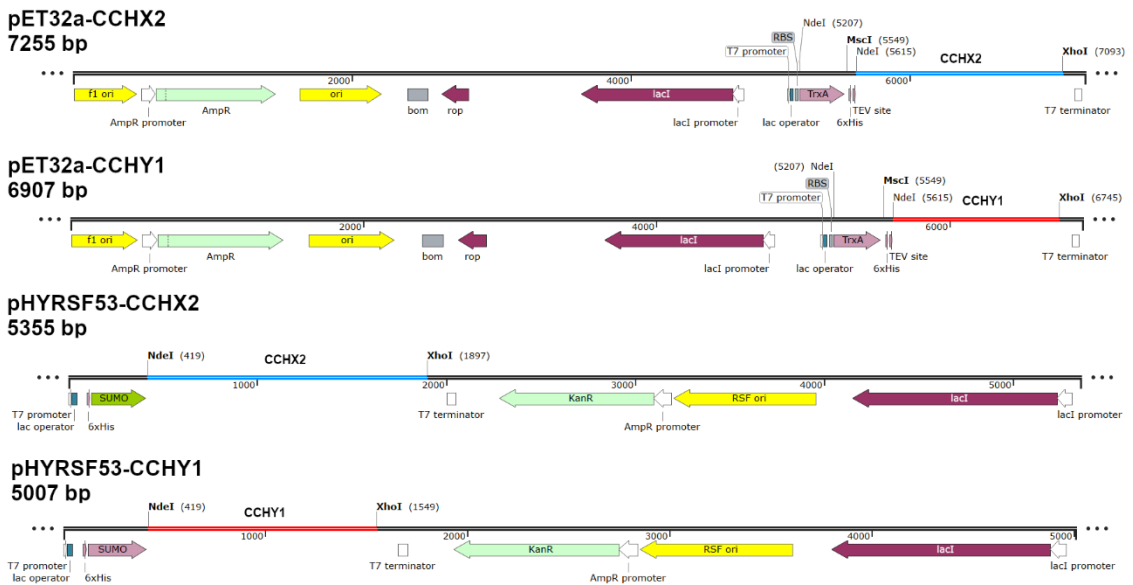 pET32a-CCHX2
7255 bp
NdeI (5207)
RBS MscI (5549)
T7 promoter NdeI (5615) CCHX2 XhoI (7093)
••• 2000 4000 6000 •••
f1 ori AmpR ori bom rop lacI TrxA TEV site T7 terminator
AmpR promoter lacI promoter lac operator 6xHis
pET32a-CCHY1
6907 bp
(5207) NdeI
RBS MscI (5549)
T7 promoter NdeI (5615) CCHY1 XhoI (6745)
••• 2000 4000 6000 •••
f1 ori AmpR ori bom rop lacI TrxA TEV site T7 terminator
AmpR promoter lacI promoter lac operator 6xHis
pHYRSF53-CCHX2
5355 bp
NdeI (419) CCHX2 XhoI (1897)
••• 1000 2000 3000 4000 5000 •••
SUMO KanR RSF ori lacI
T7 promoter 6xHis T7 terminator AmpR promoter lacI promoter
lac operator
pHYRSF53-CCHY1
5007 bp
NdeI (419) CCHY1 XhoI (1549)
••• 1000 2000 3000 4000 5000 •••
SUMO KanR RSF ori lacI
T7 promoter 6xHis T7 terminator AmpR promoter lacI promoter
lac operator